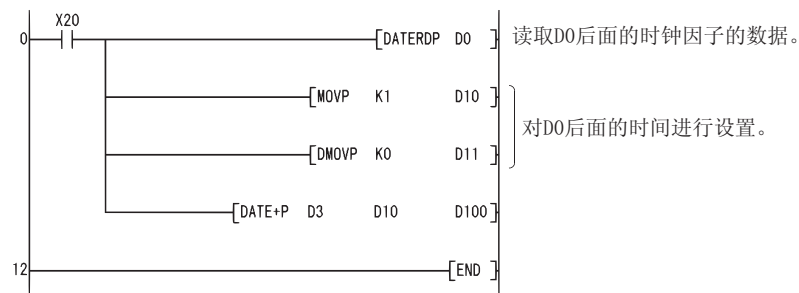 X20
0 [DATERDP D0 ] 读取D0后面的时钟因子的数据。
[MOVP K1 D10 ]
对D0后面的时间进行设置。
[DMOVP K0 D11 ]
[DATE+P D3 D10 D100]
12 [END ]